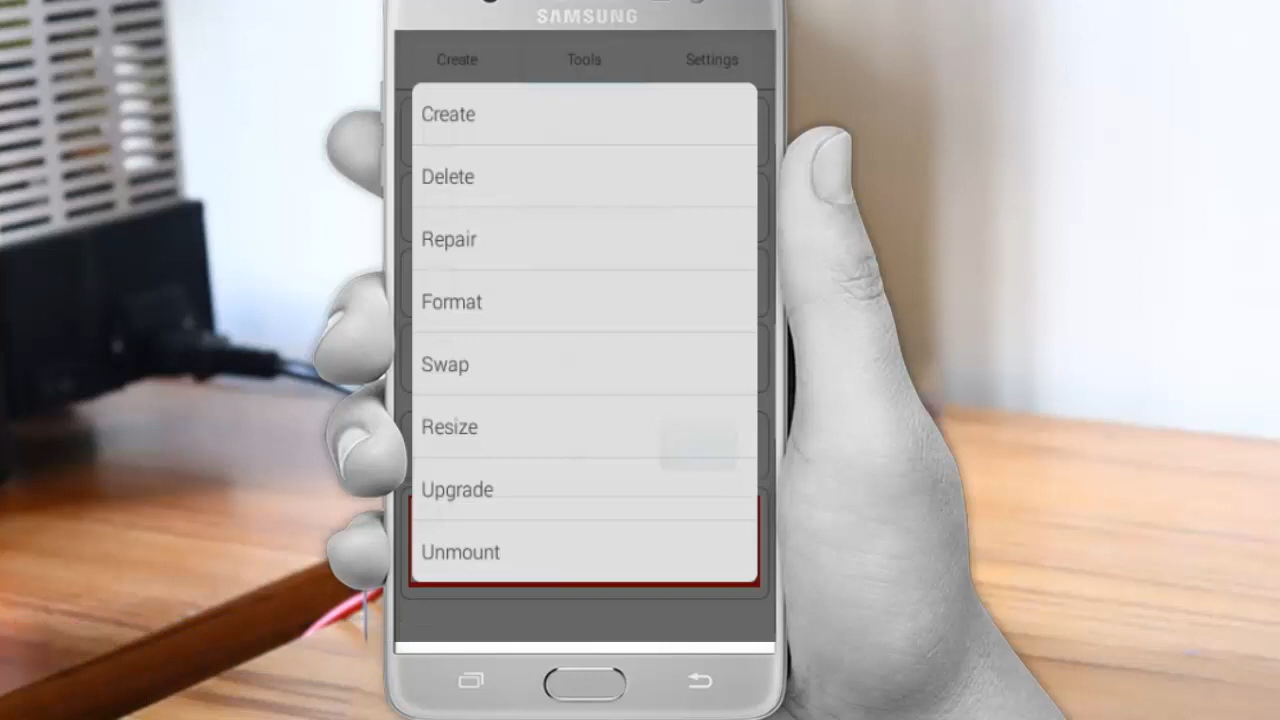 SAMSUNG
Create Tools Settings
Create
Delete
Repair
Format
Swap
Resize
Upgrade
Unmount